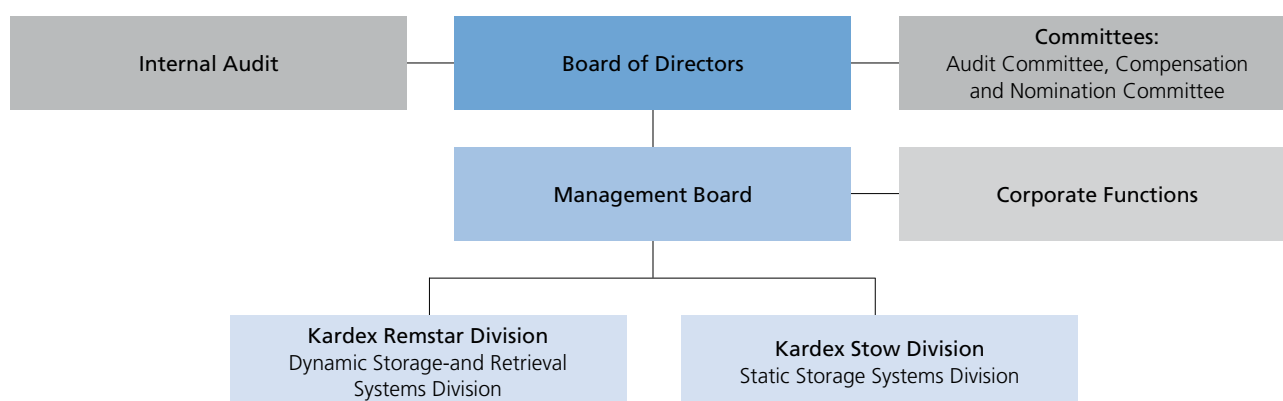 Internal Audit
Board of Directors
Committees:
Audit Committee, Compensation
and Nomination Committee
Management Board
Corporate Functions
Kardex Remstar Division
Dynamic Storage-and Retrieval
Systems Division
Kardex Stow Division
Static Storage Systems Division